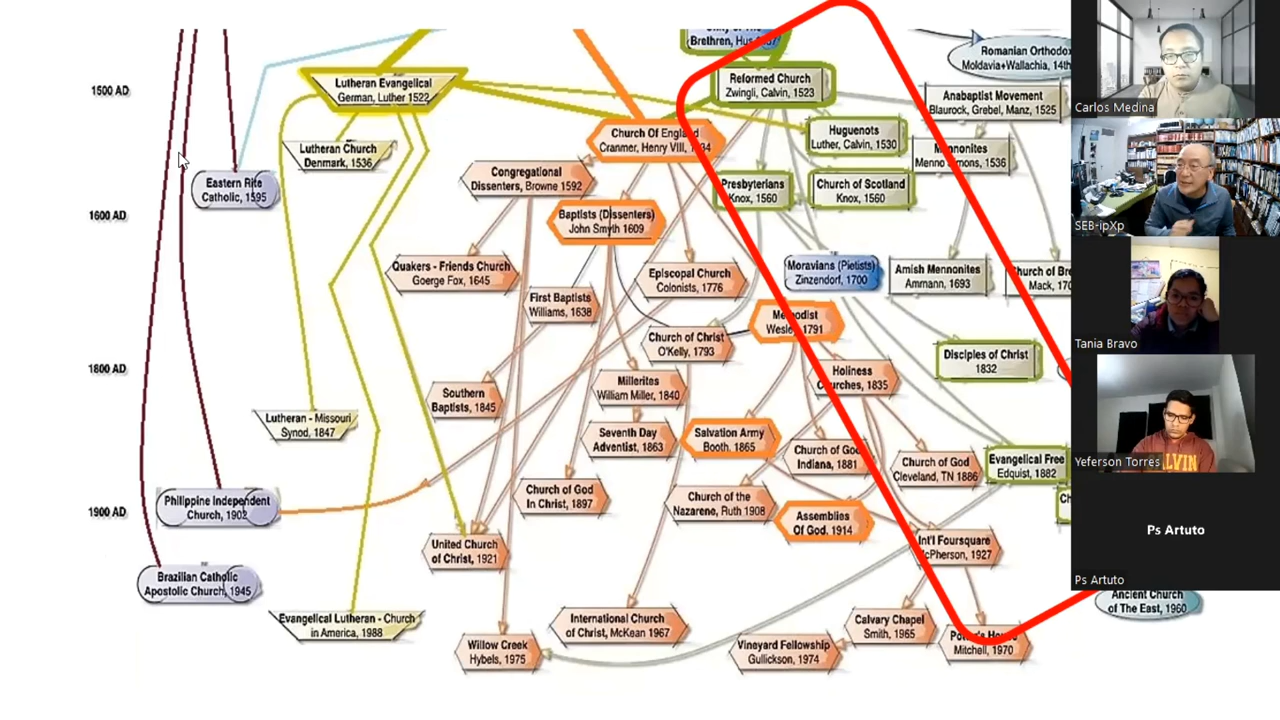 Brethren, Hus
Romanian Orthodox
Moldavia+Wallachia, 14th
1500 AD
Lutheran Evangelical
German, Luther 1522
Reformed Church
Zwingli, Calvin, 1523
Anabaptist Movement
Blaurock, Grebel, Manz, 1525
Carlos Medina
Church Of England
Cranmer, Henry VIII,
Huguenots
Luther, Calvin, 1530
Lutheran Church
Denmark, 1536
Mennonites
Menno Simons, 1536
Congregational
Dissenters, Browne 1592
Eastern Rite
Catholic, 1595
Presbyterians
Knox, 1560
Church of Scotland
Knox, 1560
1600 AD
Baptists (Dissenters)
John Smyth 1609
SEB-ipXp
Quakers - Friends Church
Goerge Fox, 1645
Episcopal Church
Colonists, 1776
Moravians (Pietists)
Zinzendorf, 1700
Amish Mennonites
Ammann, 1693
Church of Bre
Mack, 170
First Baptists
Williams, 1638
Methodist
Wesley, 1791
Church of Christ
O'Kelly, 1793
Tania Bravo
1800 AD
Disciples of Christ
1832
Holiness
Churches, 1835
Millerites
William Miller, 1840
Southern
Baptists, 1845
Lutheran - Missouri
Synod, 1847
Seventh Day
Adventist, 1863
Salvation Army
Booth, 1865
Church of God
Indiana, 1881
Church of God
Cleveland, TN 1886
Evangelical Free
Edquist, 1882
CALVIN
Yeferson Torres
Philippine Independent
Church, 1902
Church of God
In Christ, 1897
Church of the
Nazarene, Ruth 1908
Ch
1900 AD
Assemblies
Of God, 1914
Ps Artuto
United Church
of Christ, 1921
Int'l Foursquare
McPherson, 1927
Brazilian Catholic
Apostolic Church, 1945
Ps Artuto
Ancient Church
of The East, 1960
Evangelical Lutheran - Church
in America, 1988
International Church
of Christ, McKean 1967
Calvary Chapel
Smith, 1965
Willow Creek
Hybels, 1975
Vineyard Fellowship
Gullickson, 1974
Mitchell, 1970